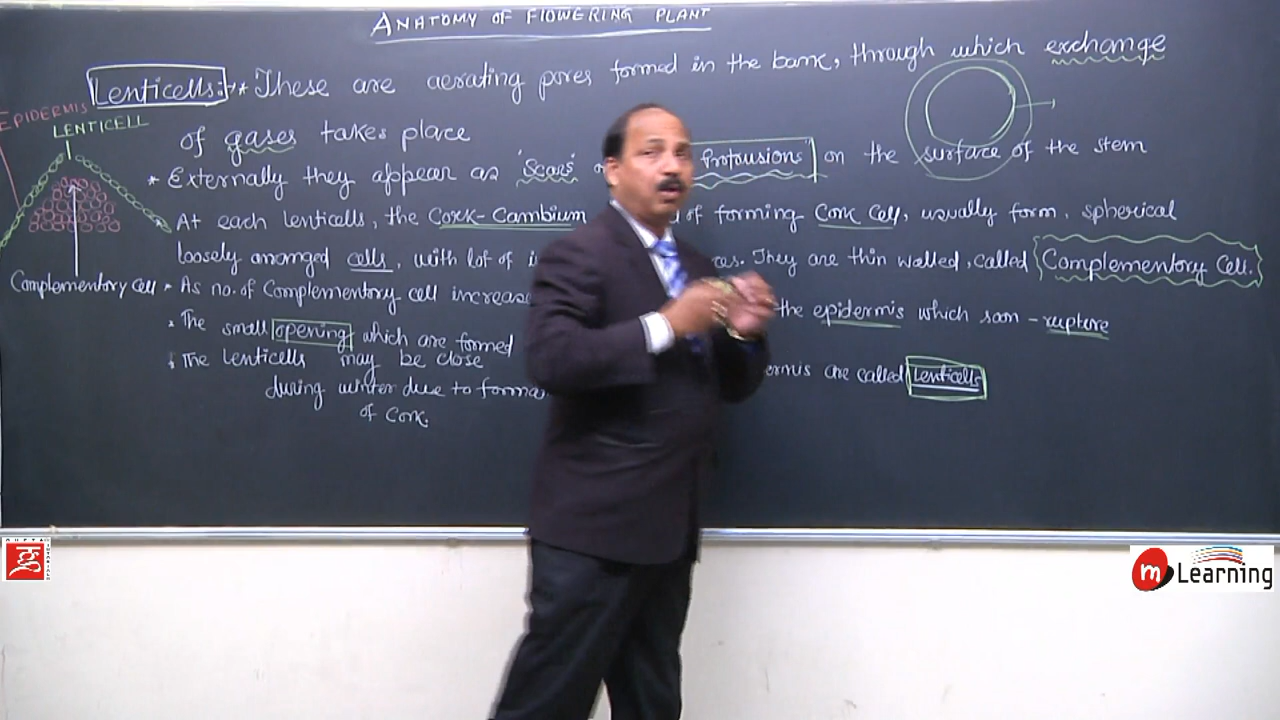 ANATOMY OF FLOWERING PLANT
Lenticells:- * These are aerating pores formed in the bank, through which exchange
of gases takes place
EPIDERMIS
LENTICELL
* Externally they appear as 'Scars' Protrusions" on the surface of the stem
At each lenticells, the Cork-Cambium of forming Cork Cell, usually form, spherical
loosely arranged cells, with lot of They are thin walled, called Complementory Cell.
Complementory Cell
* As no. of Complementory cell increase the epidermis which soon - rupture
* The small opening which are formed are called Lenticells
* The lenticells may be close
during winter due to forma
of Cork.
m Learning